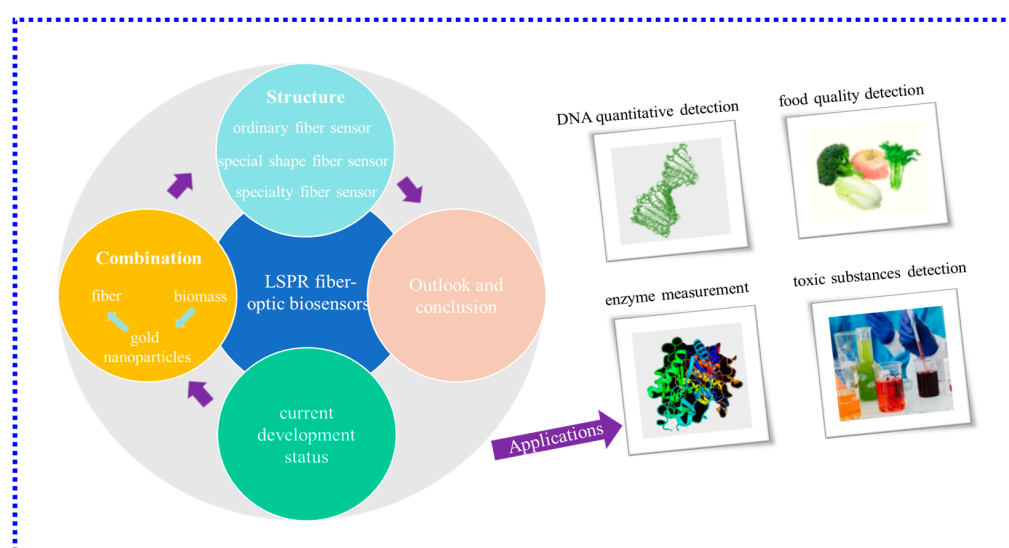 Structure
ordinary fiber sensor
special shape fiber sensor
specialty fiber sensor
Combination
fiber
biomass
gold
nanoparticles
LSPR fiber-
optic biosensors
Outlook and
conclusion
current
development
status
Applications
DNA quantitative detection
food quality detection
enzyme measurement
toxic substances detection